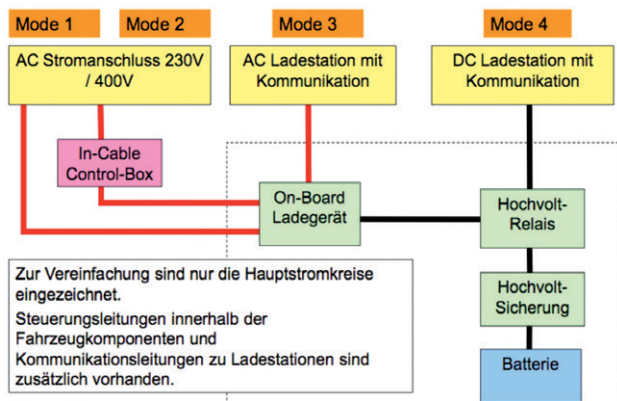 Mode 1
Mode 2
Mode 3
Mode 4
AC Stromanschluss 230V
/ 400V
AC Ladestation mit
Kommunikation
DC Ladestation mit
Kommunikation
In-Cable
Control-Box
On-Board
Ladegerät
Hochvolt-
Relais
Zur Vereinfachung sind nur die Hauptstromkreise
eingezeichnet.
Steuerungsleitungen innerhalb der
Fahrzeugkomponenten und
Kommunikationsleitungen zu Ladestationen sind
zusätzlich vorhanden.
Hochvolt-
Sicherung
Batterie